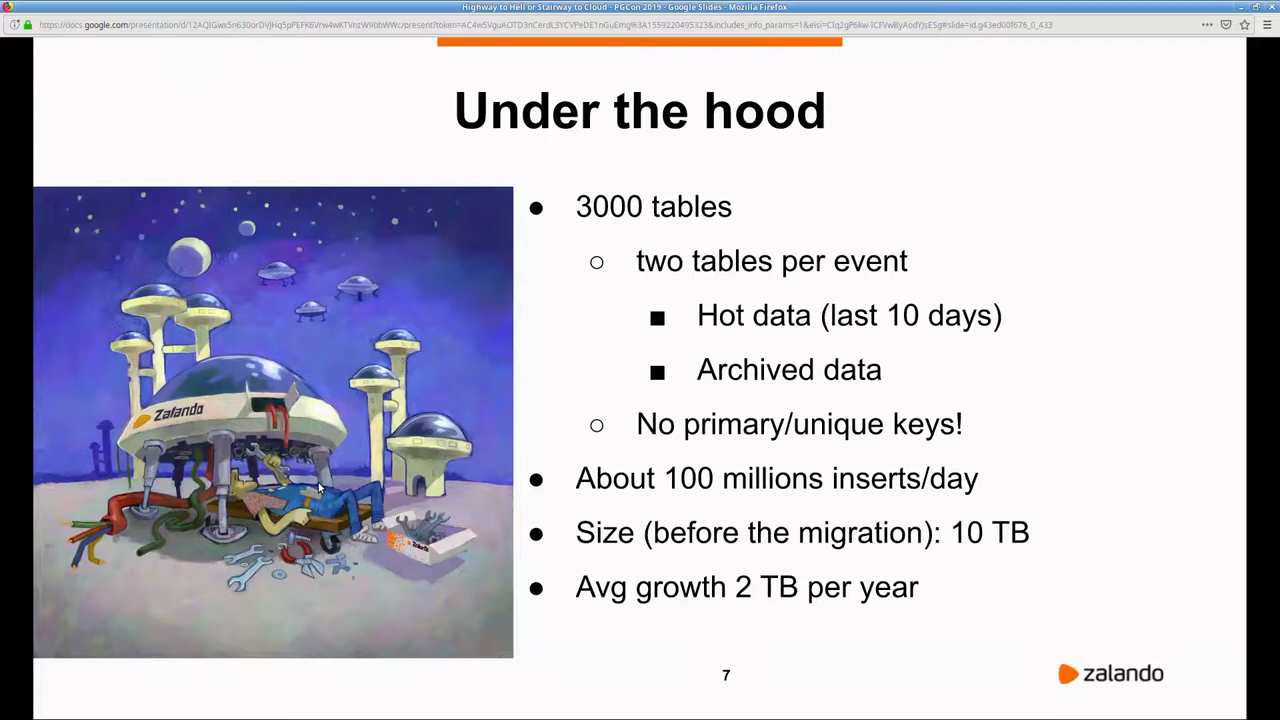 Highway to Hell or Stairway to Cloud - PGCon 2019 - Google Slides - Mozilla Firefox
Under the hood
● 3000 tables
○ two tables per event
■ Hot data (last 10 days)
■ Archived data
○ No primary/unique keys!
● About 100 millions inserts/day
● Size (before the migration): 10 TB
● Avg growth 2 TB per year
Zalando
Zalando
7
zalando